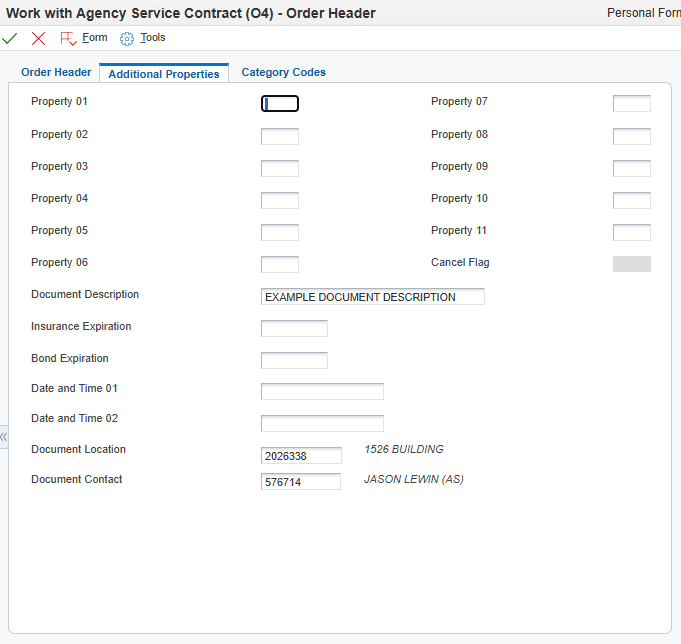 Work with Agency Service Contract (O4) - Order Header
Personal Form
Form Tools
Order Header Additional Properties Category Codes
Property 01 Property 07
Property 02 Property 08
Property 03 Property 09
Property 04 Property 10
Property 05 Property 11
Property 06 Cancel Flag
Document Description EXAMPLE DOCUMENT DESCRIPTION
Insurance Expiration
Bond Expiration
Date and Time 01
Date and Time 02
Document Location 2026338 1526 BUILDING
Document Contact 576714 JASON LEWIN (AS)